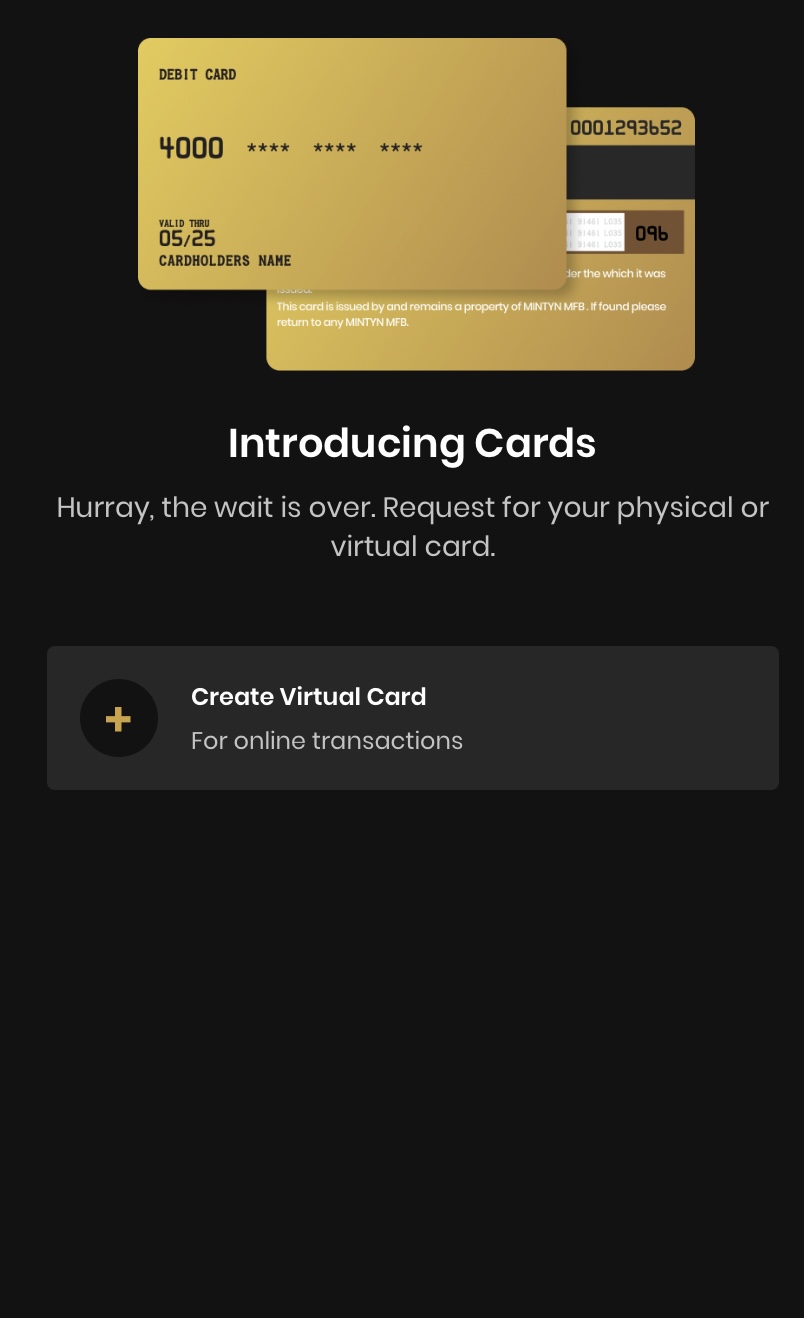 DEBIT CARD
0001293652
4000 **** **** ****
VALID THRU
05/25
CARDHOLDERS NAME
91461 L035
91461 L035
91461 L035
096
the which it was
issued.
This card is issued by and remains a property of MINTYN MFB . If found please
return to any MINTYN MFB.
Introducing Cards
Hurray, the wait is over. Request for your physical or
virtual card.
+
Create Virtual Card
For online transactions